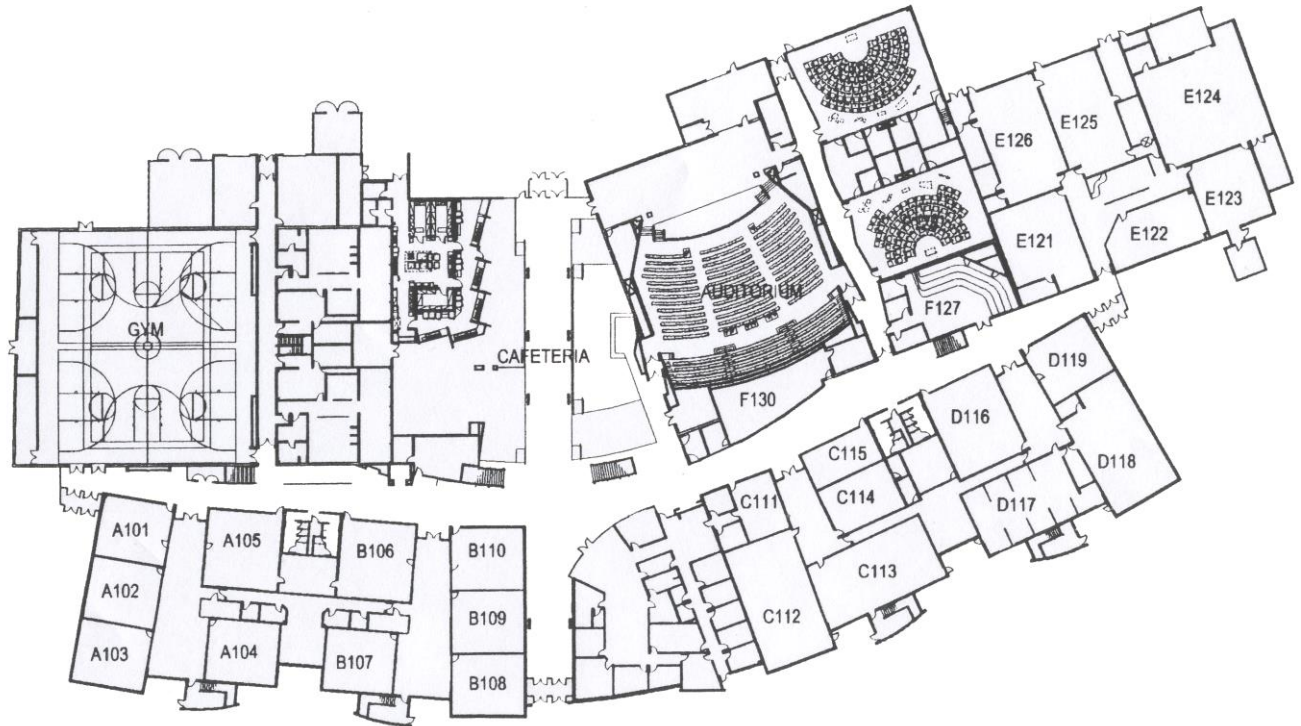 E124
E125
E126
E123
E121
E122
GYM
AUDITORIUM
F127
CAFETERIA
D119
F130
D116
C115
D118
C114
C111
D117
A101
A105
B106
B110
C113
A102
B109
C112
A103
A104
B107
B108